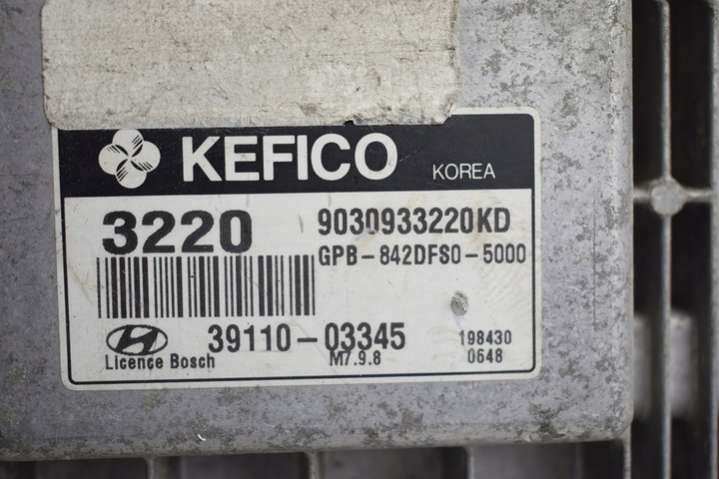 KEFICO KOREA
3220 9030933220KD
GPB-842DFS0-5000
39110-03345 198430
Licence Bosch M7.9.8 0648